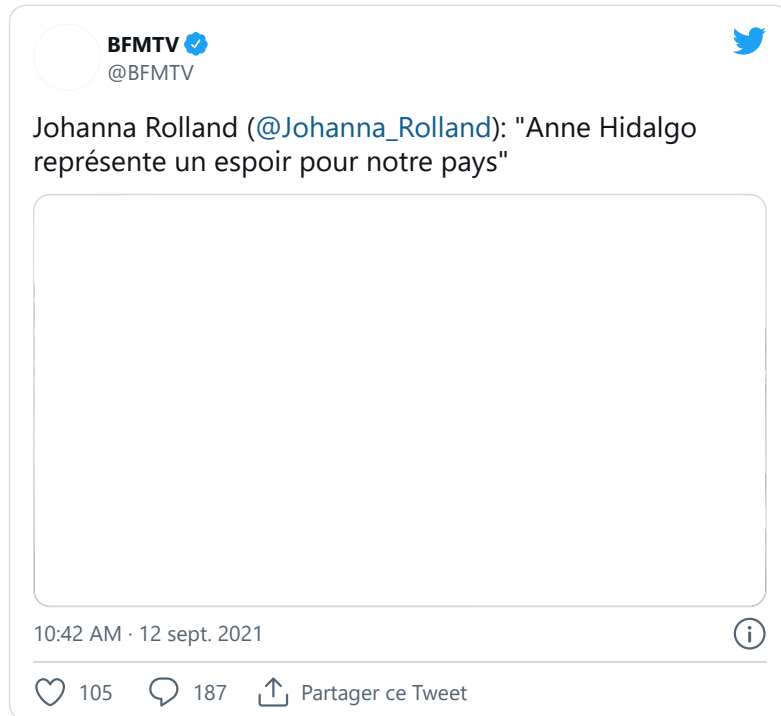 BFMTV
@BFMTV
Johanna Rolland (@Johanna_Rolland): "Anne Hidalgo
représente un espoir pour notre pays"
10:42 AM · 12 sept. 2021
105 187 Partager ce Tweet